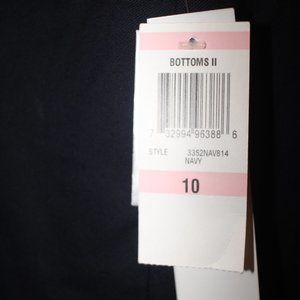 BOTTOMS II
7 32994 96388 6
STYLE 3352NAV814
NAVY
10